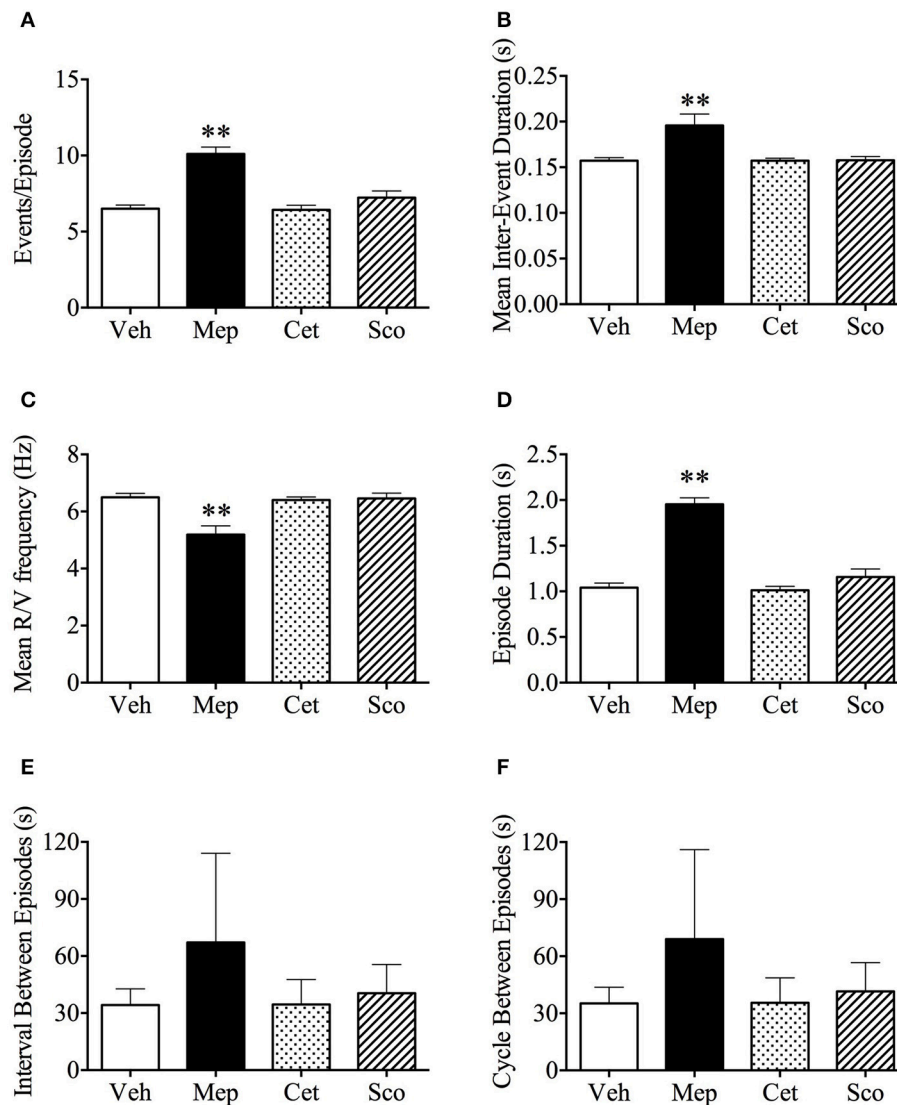 A
Events/Episode
15
10
5
0
**
Veh Mep Cet Sco
B
Mean Inter-Event Duration (s)
0.25
0.20
0.15
0.10
0.05
0.00
**
Veh Mep Cet Sco
C
Mean R/V frequency (Hz)
8
6
4
2
0
**
Veh Mep Cet Sco
D
Episode Duration (s)
2.5
2.0
1.5
1.0
0.5
0.0
**
Veh Mep Cet Sco
E
Interval Between Episodes (s)
120
90
60
30
0
Veh Mep Cet Sco
F
Cycle Between Episodes (s)
120
90
60
30
0
Veh Mep Cet Sco